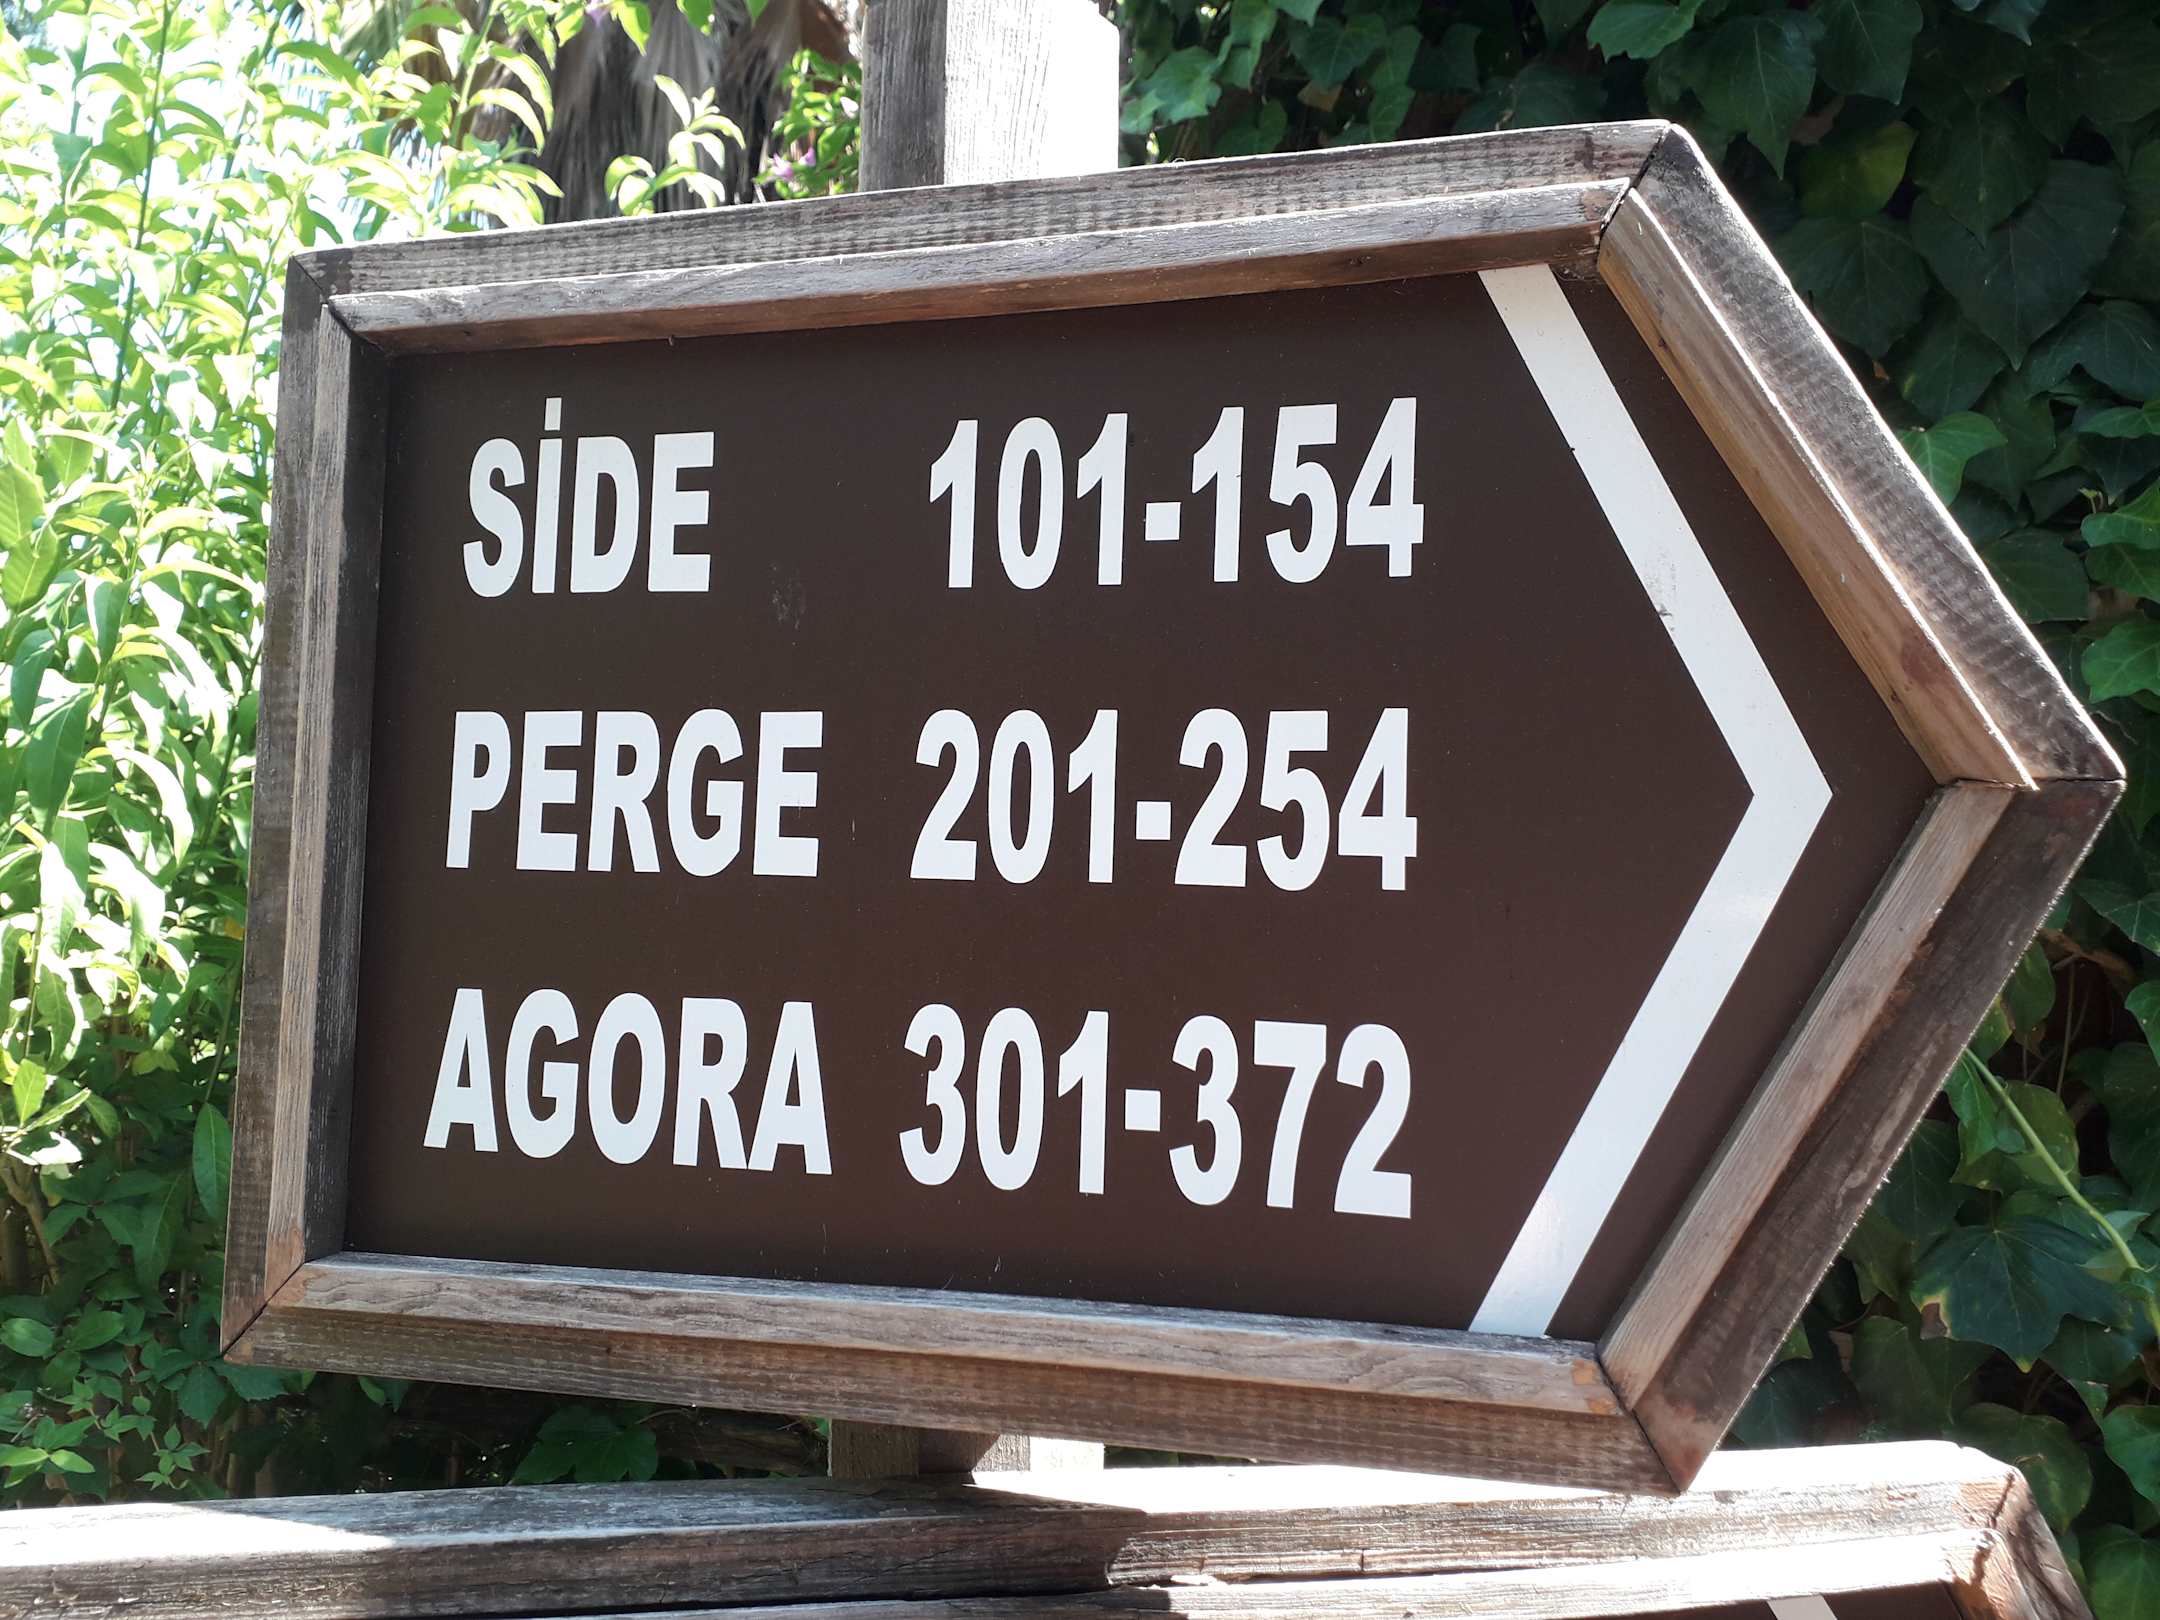 SİDE 101-154
PERGE 201-254
AGORA 301-372